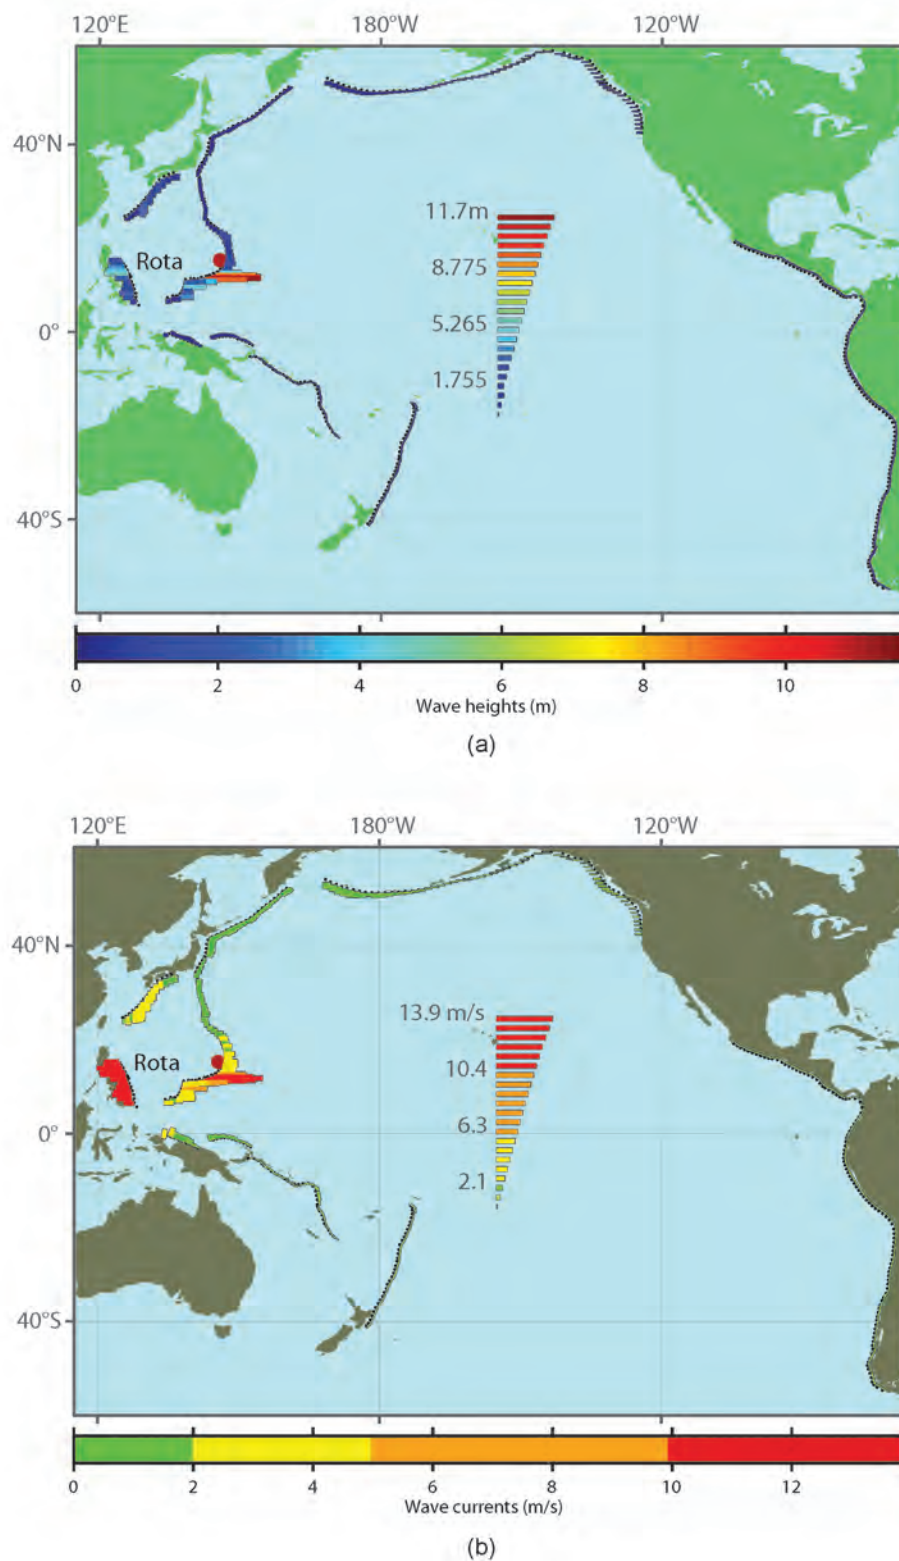 120°E 180°W 120°W
40°N
11.7m
Rota
8.775
0°
5.265
1.755
40°S
0 2 4 6 8 10
Wave heights (m)
(a)
120°E 180°W 120°W
40°N
13.9 m/s
Rota
10.4
0°
6.3
2.1
40°S
0 2 4 6 8 10 12
Wave currents (m/s)
(b)